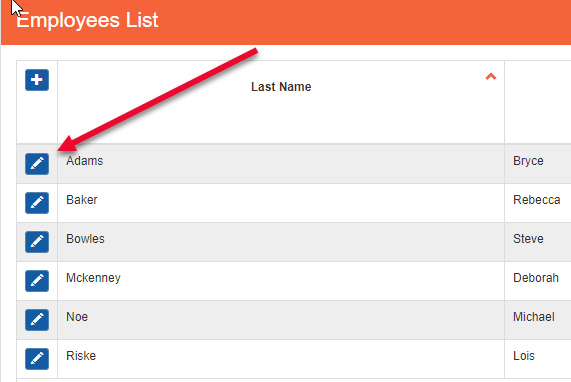 Employees List
Last Name
Adams Bryce
Baker Rebecca
Bowles Steve
Mckenney Deborah
Noe Michael
Riske Lois